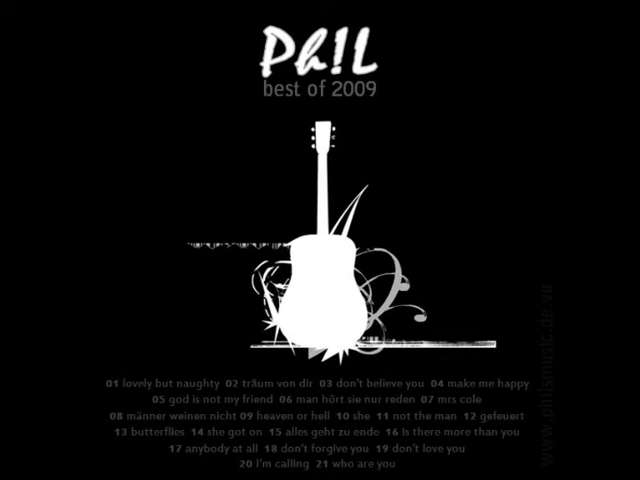 Ph!L
best of 2009
01 lovely but naughty 02 träum von dir 03 don't believe you 04 make me happy
05 god is not my friend 06 man hört sie nur reden 07 mrs cole
08 männer weinen nicht 09 heaven or hell 10 she 11 not the man 12 gefeuert
13 butterflies 14 she got on 15 alles geht zu ende 16 is there more than you
17 anybody at all 18 don't forgive you 19 don't love you
20 i'm calling 21 who are you
www.philsmusic.de.vu